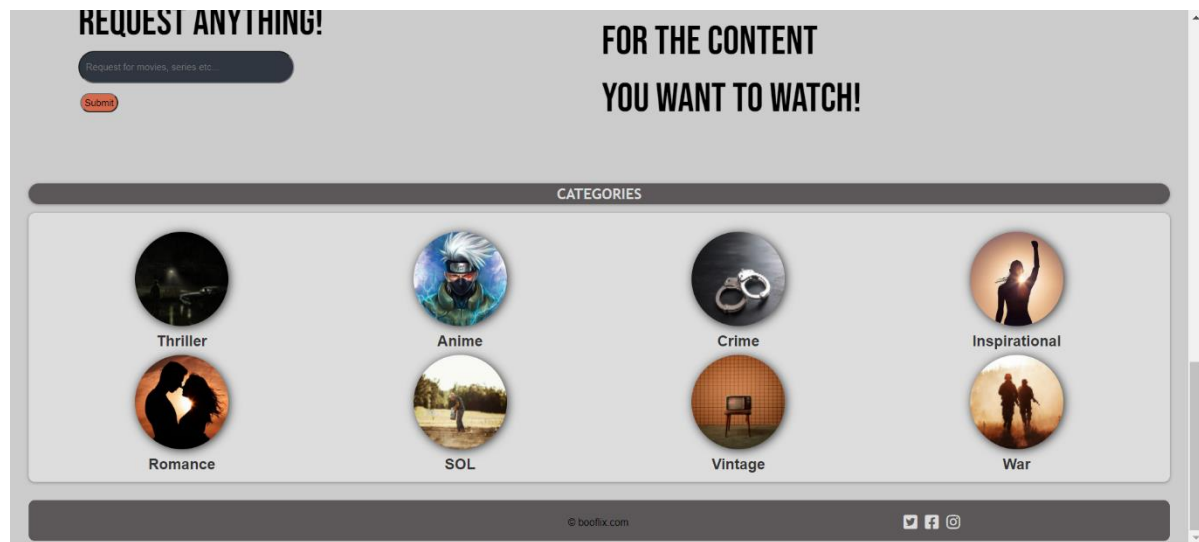 REQUEST ANYTHING!
Request for movies, series etc...
Submit
FOR THE CONTENT
YOU WANT TO WATCH!
CATEGORIES
Thriller
Anime
Crime
Inspirational
Romance
SOL
Vintage
War
© booflix.com